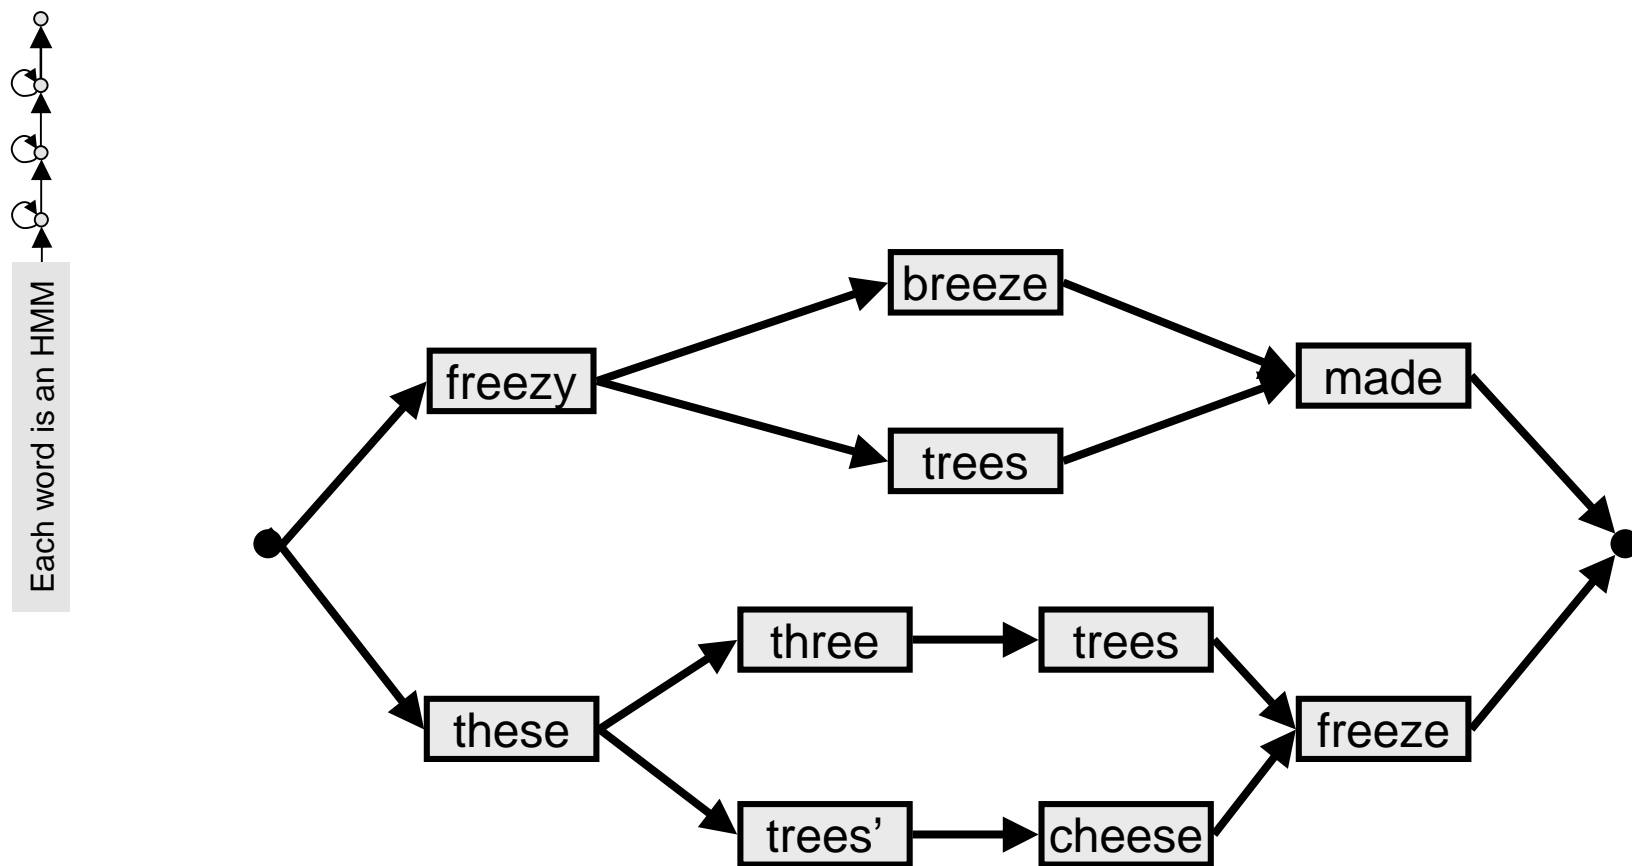 Each word is an HMM
breeze
freezy
made
trees
three
trees
these
freeze
trees’
cheese